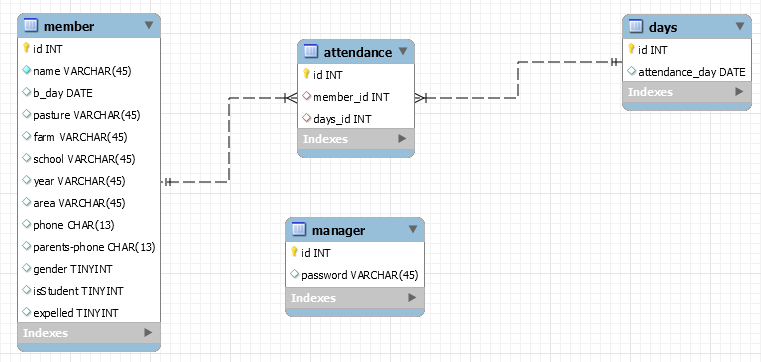 member
id INT
name VARCHAR(45)
b_day DATE
pasture VARCHAR(45)
farm VARCHAR(45)
school VARCHAR(45)
year VARCHAR(45)
area VARCHAR(45)
phone CHAR(13)
parents-phone CHAR(13)
gender TINYINT
isStudent TINYINT
expelled TINYINT
Indexes
attendance
id INT
member_id INT
days_id INT
Indexes
days
id INT
attendance_day DATE
Indexes
manager
id INT
password VARCHAR(45)
Indexes